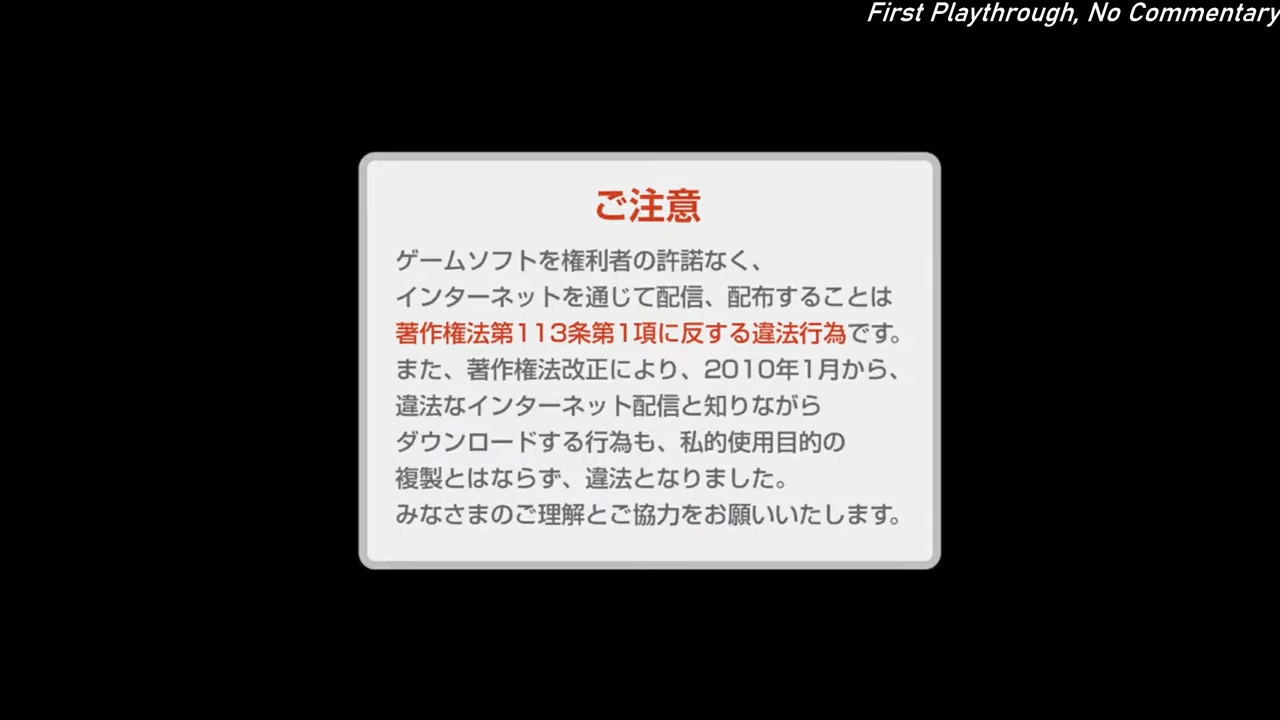 First Playthrough, No Commentary
ご注意
ゲームソフトを権利者の許諾なく、
インターネットを通じて配信、配布することは
著作権法第113条第1項に反する違法行為です。
また、著作権法改正により、2010年1月から、
違法なインターネット配信と知りながら
ダウンロードする行為も、私的使用目的の
複製とはならず、違法となりました。
みなさまのご理解とご協力をお願いいたします。